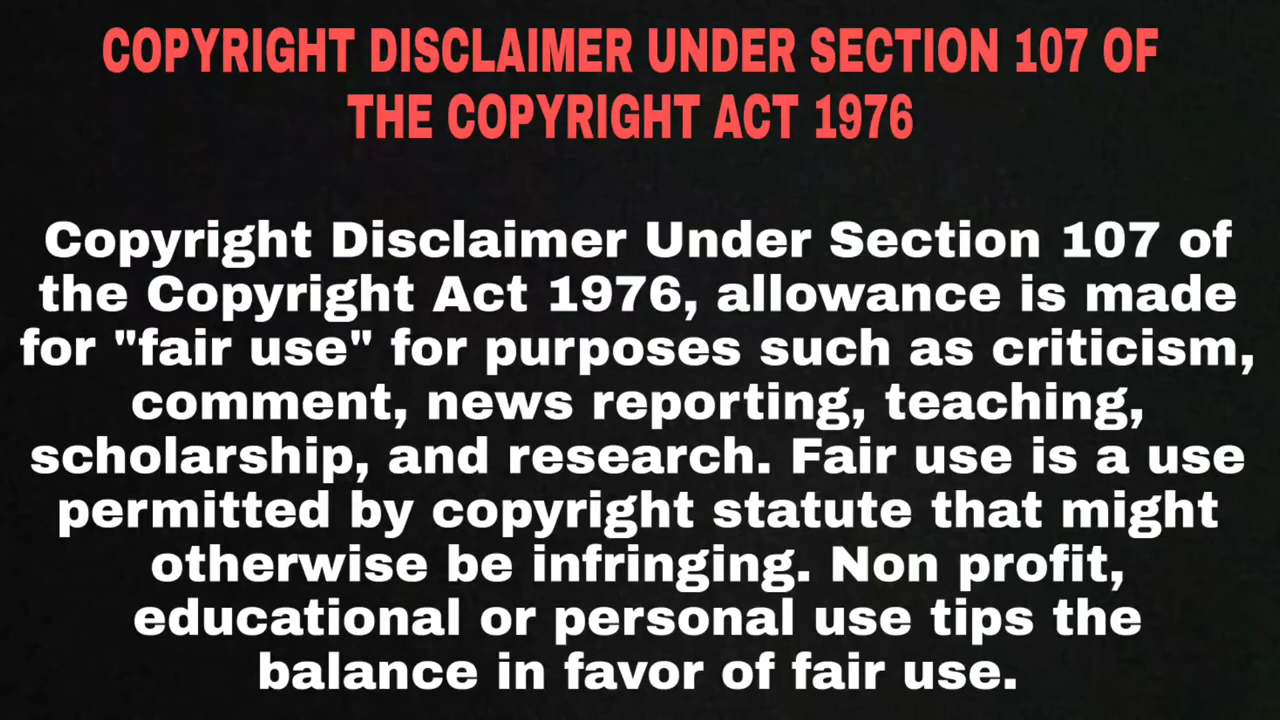 COPYRIGHT DISCLAIMER UNDER SECTION 107 OF
THE COPYRIGHT ACT 1976
Copyright Disclaimer Under Section 107 of
the Copyright Act 1976, allowance is made
for "fair use" for purposes such as criticism,
comment, news reporting, teaching,
scholarship, and research. Fair use is a use
permitted by copyright statute that might
otherwise be infringing. Non profit,
educational or personal use tips the
balance in favor of fair use.